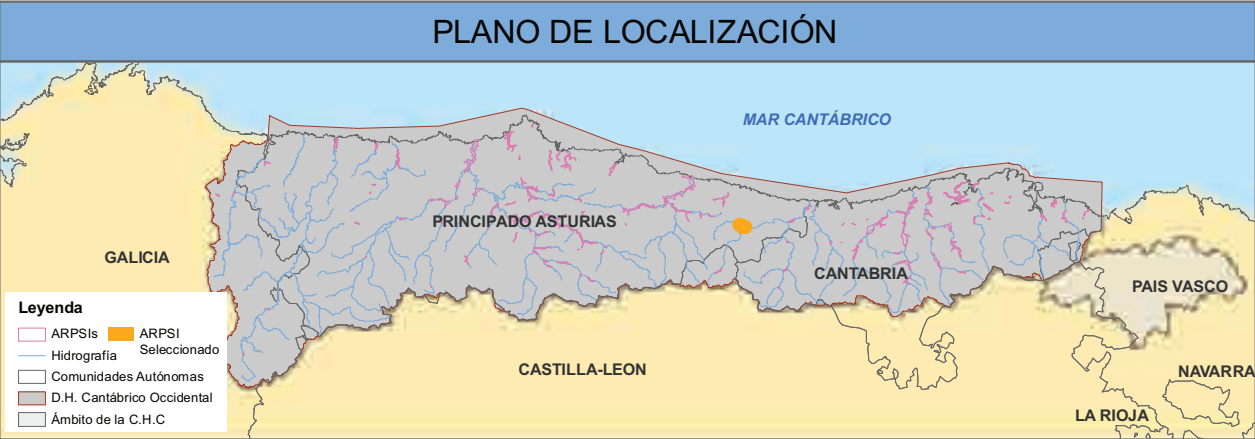 PLANO DE LOCALIZACIÓN
MAR CANTÁBRICO
PRINCIPADO ASTURIAS
GALICIA
CANTABRIA
PAIS VASCO
CASTILLA-LEON
NAVARRA
LA RIOJA
Leyenda
ARPSIs
ARPSI
Seleccionado
Hidrografía
Comunidades Autónomas
D.H. Cantábrico Occidental
Ámbito de la C.H.C